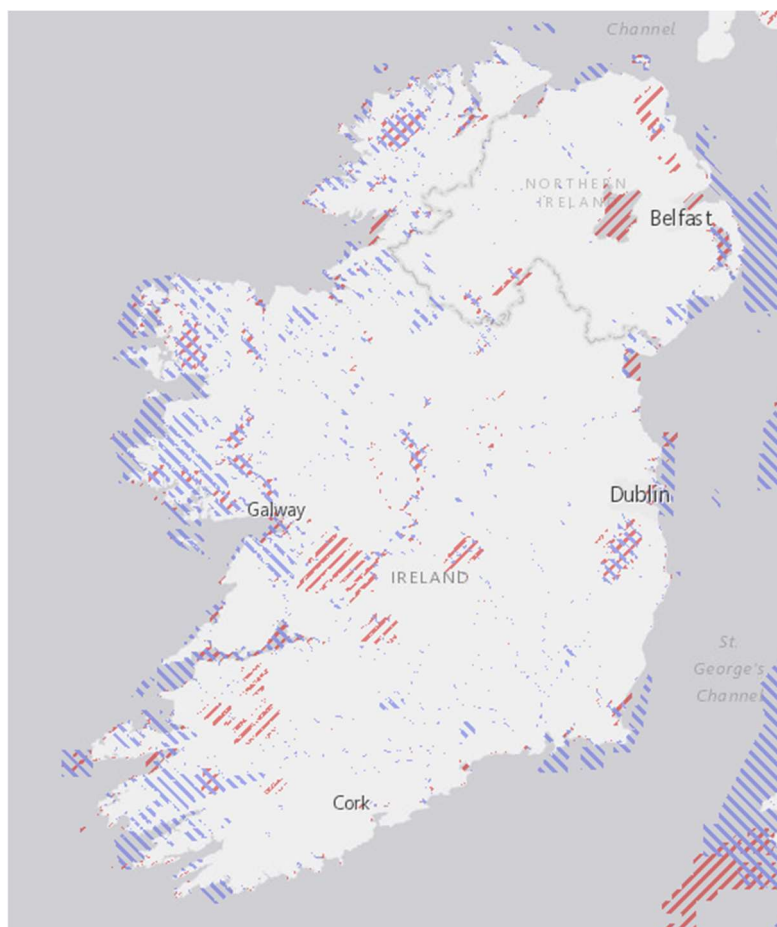 Channel
NORTHERN
IRELAND
Belfast
Dublin
Galway
IRELAND
St.
George's
Channel
Cork